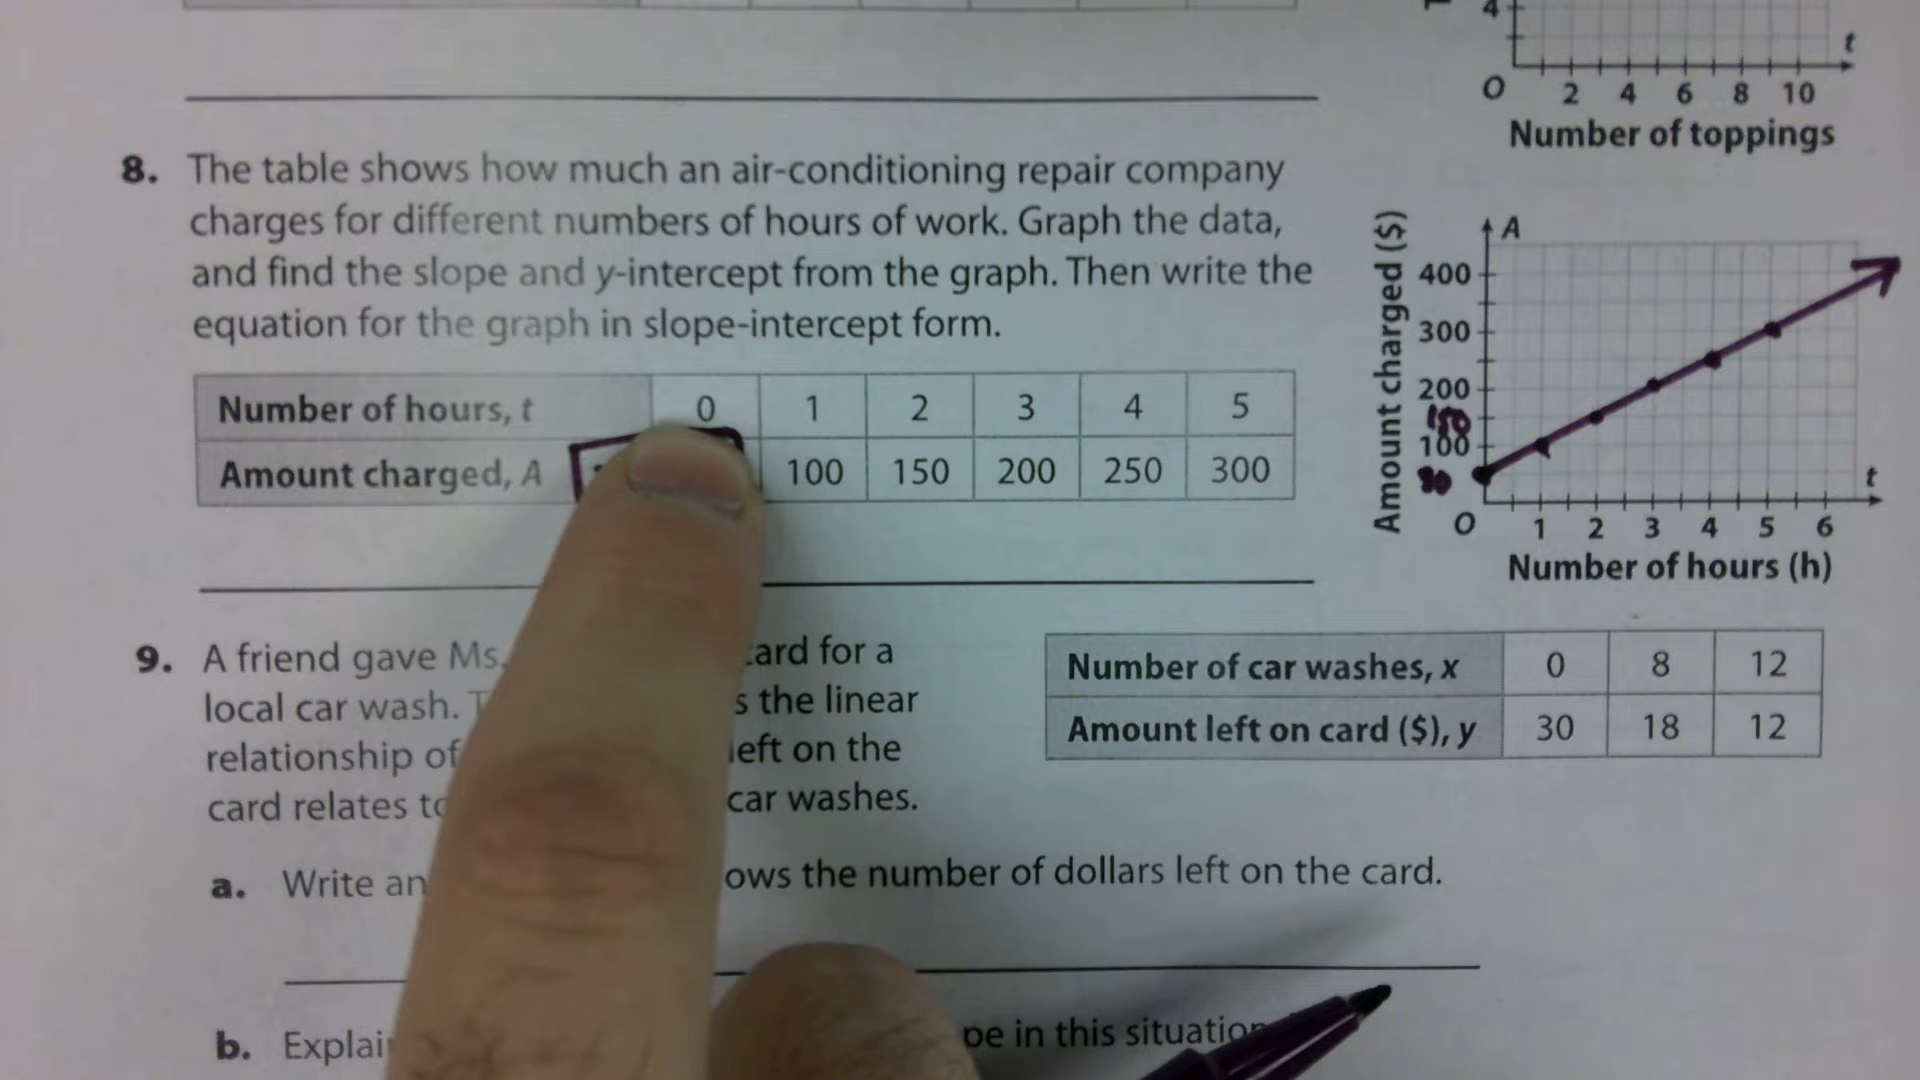 4
t
O 2 4 6 8 10
Number of toppings
8. The table shows how much an air-conditioning repair company
charges for different numbers of hours of work. Graph the data,
and find the slope and y-intercept from the graph. Then write the
equation for the graph in slope-intercept form.
Number of hours, t 0 1 2 3 4 5
Amount charged, A 100 150 200 250 300
Amount charged ($)
A
400
300
200
150
100
t
O 1 2 3 4 5 6
Number of hours (h)
9. A friend gave Ms. card for a
local car wash. s the linear
relationship of left on the
card relates to car washes.
Number of car washes, x 0 8 12
Amount left on card ($), y 30 18 12
a. Write an ows the number of dollars left on the card.
b. Explai pe in this situation